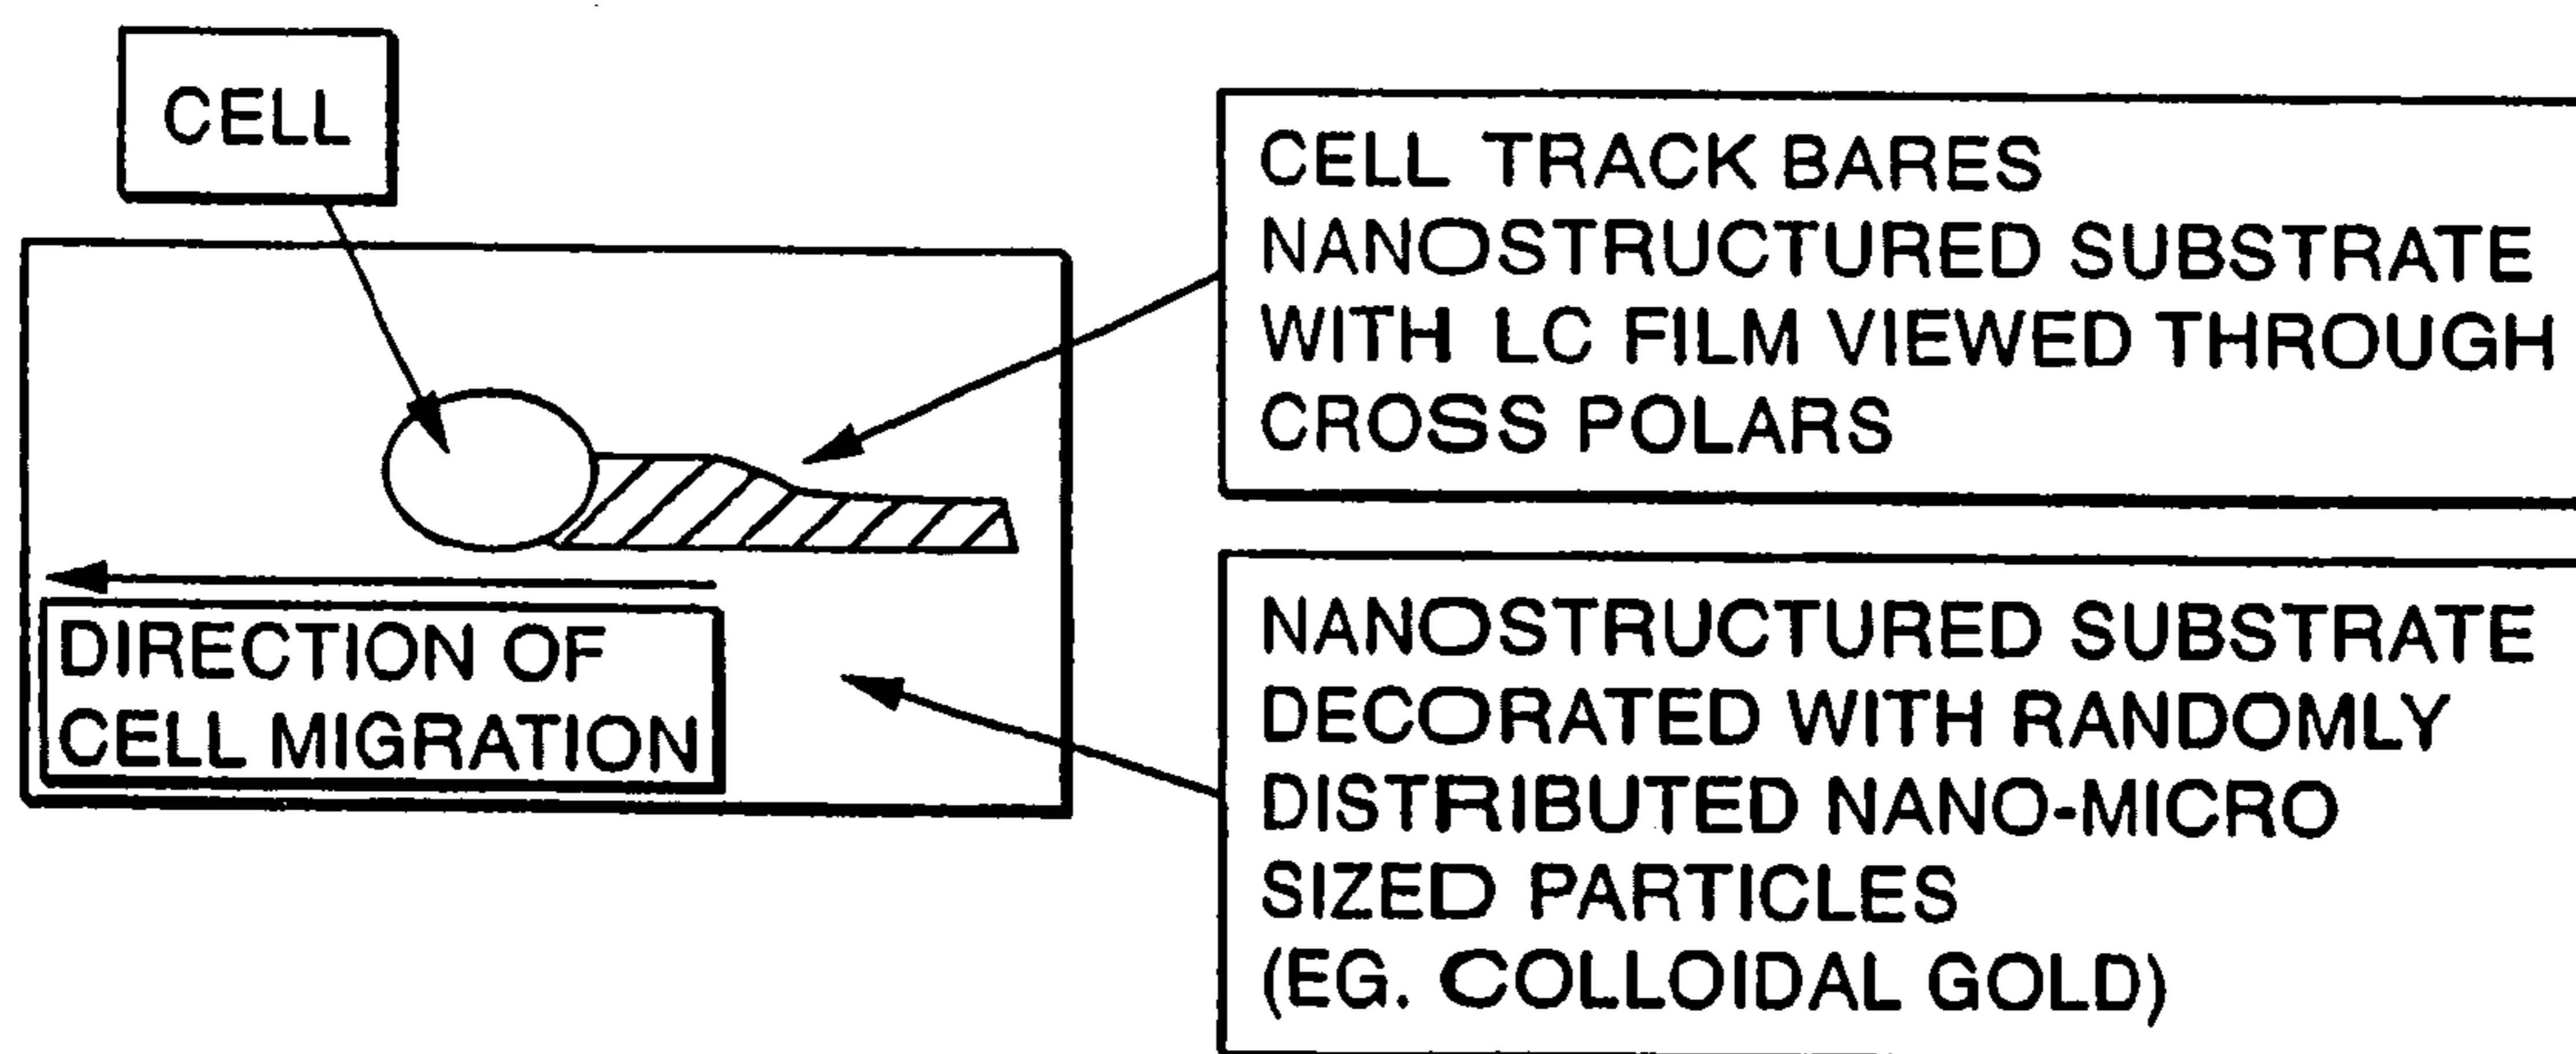 CELL
CELL TRACK BARES
NANOSTRUCTURED SUBSTRATE
WITH LC FILM VIEWED THROUGH
CROSS POLARS
DIRECTION OF
CELL MIGRATION
NANOSTRUCTURED SUBSTRATE
DECORATED WITH RANDOMLY
DISTRIBUTED NANO-MICRO
SIZED PARTICLES
(EG. COLLOIDAL GOLD)